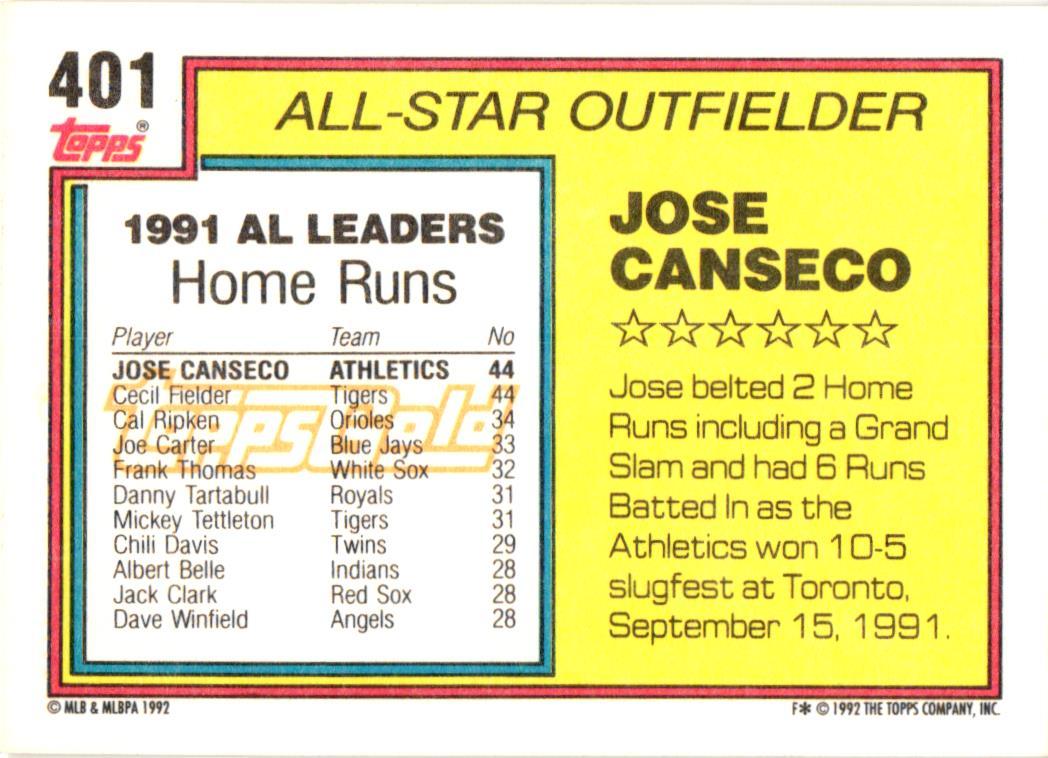 401
topps®
ALL-STAR OUTFIELDER
1991 AL LEADERS
Home Runs
Player Team No
JOSE CANSECO ATHLETICS 44
Cecil Fielder Tigers 44
Cal Ripken Orioles 34
Joe Carter Blue Jays 33
Frank Thomas White Sox 32
Danny Tartabull Royals 31
Mickey Tettleton Tigers 31
Chili Davis Twins 29
Albert Belle Indians 28
Jack Clark Red Sox 28
Dave Winfield Angels 28
ToppsGold
JOSE
CANSECO
Jose belted 2 Home
Runs including a Grand
Slam and had 6 Runs
Batted In as the
Athletics won 10-5
slugfest at Toronto,
September 15, 1991.
© MLB & MLBPA 1992
F* © 1992 THE TOPPS COMPANY, INC.